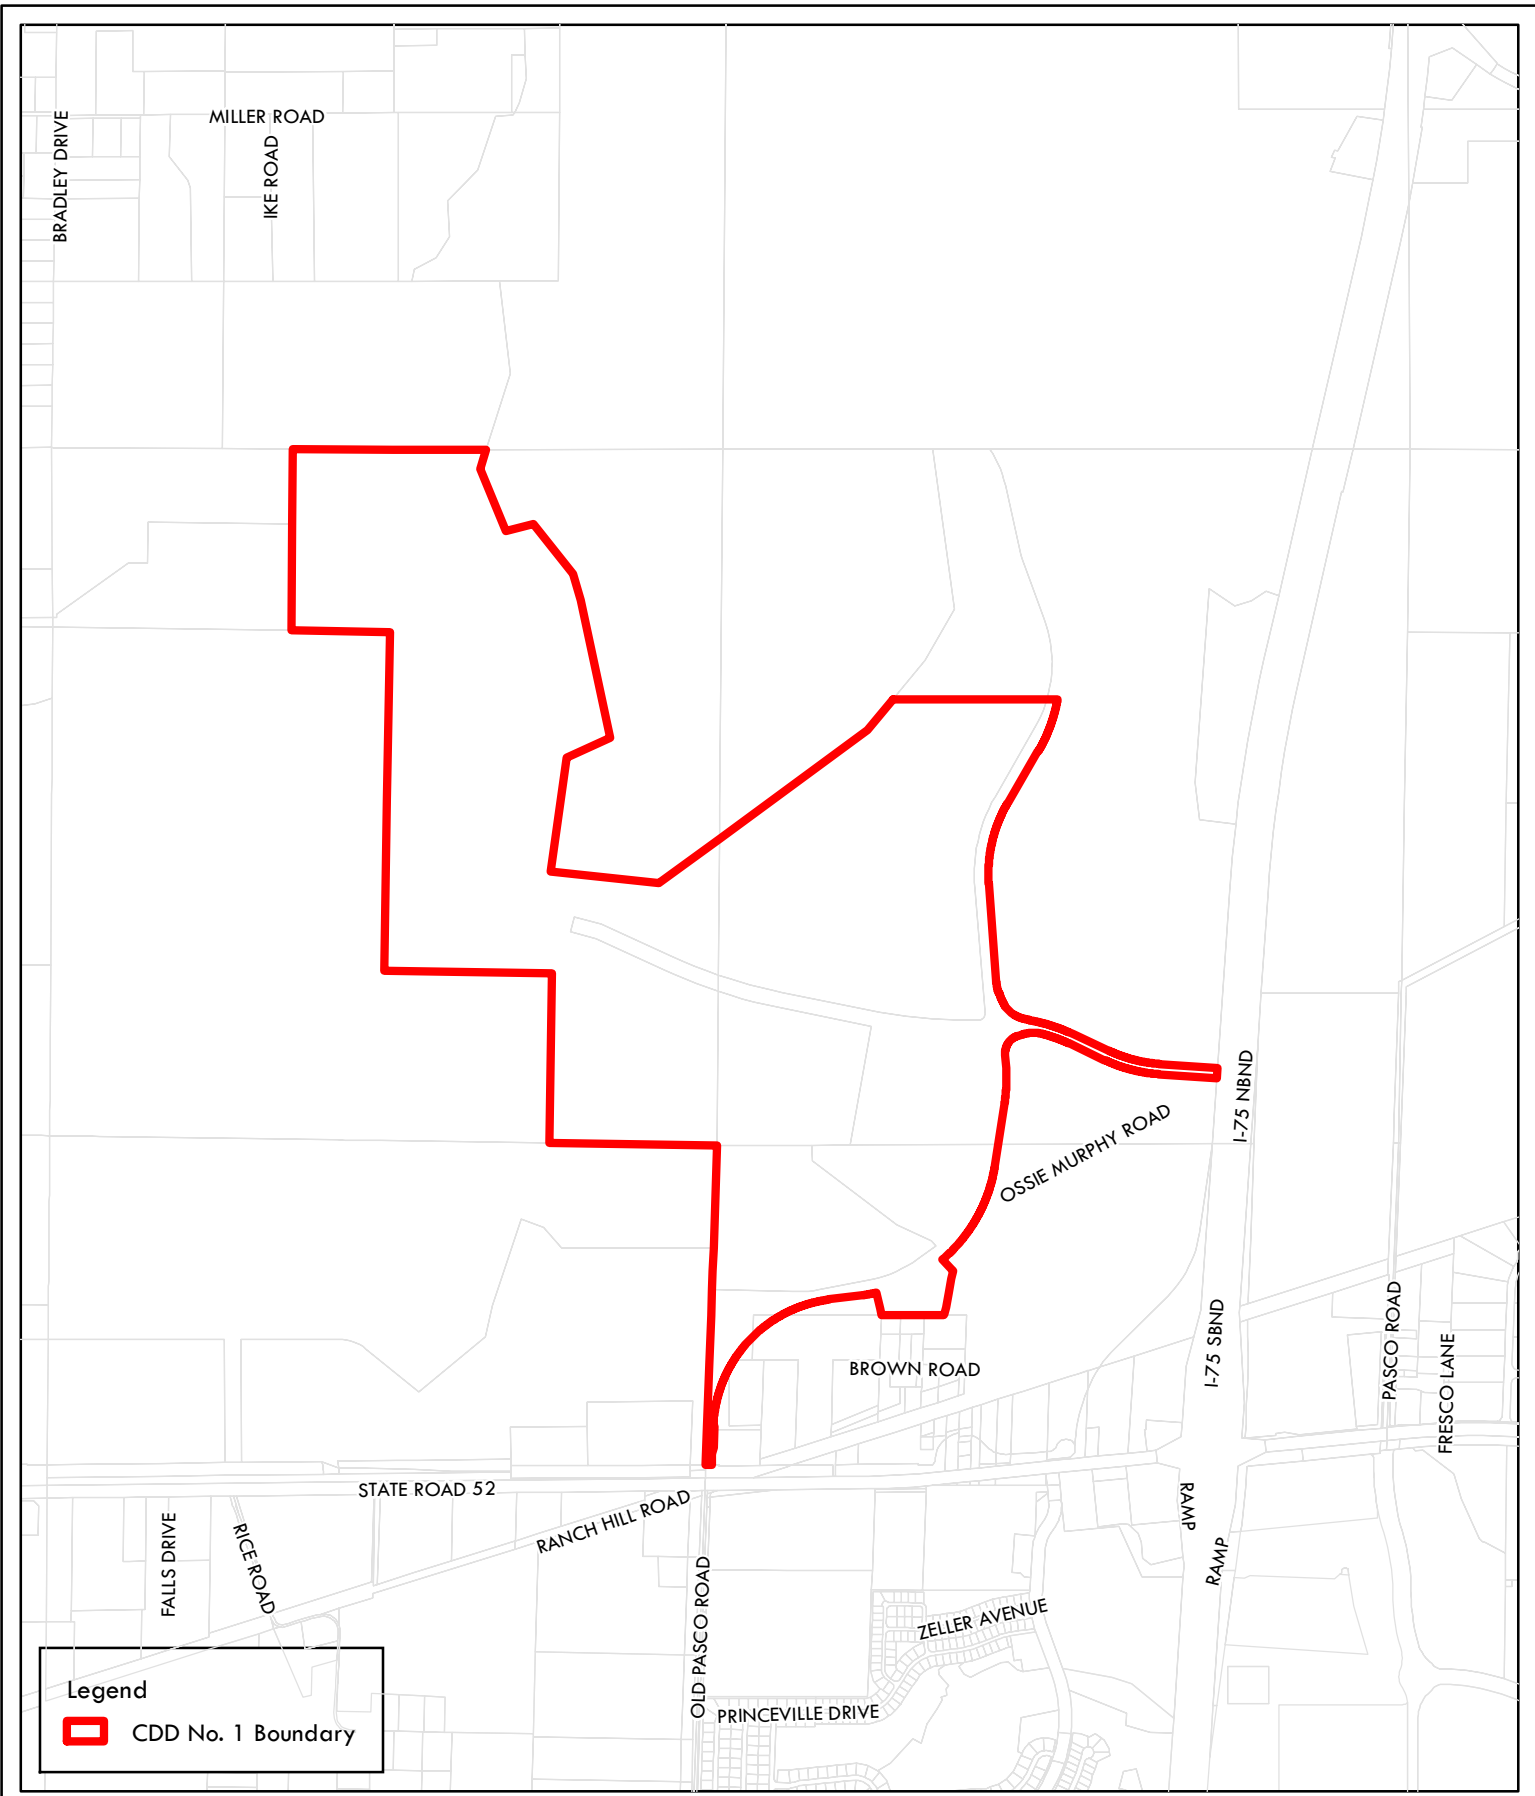 MILLER ROAD
BRADLEY DRIVE
IKE ROAD
I-75 NBND
OSSIE MURPHY ROAD
I-75 SBND
PASCO ROAD
FRESCO LANE
BROWN ROAD
STATE ROAD 52
RANCH HILL ROAD
RAMP
RAMP
FALLS DRIVE
RICE ROAD
OLD PASCO ROAD
ZELLER AVENUE
PRINCEVILLE DRIVE
Legend
CDD No. 1 Boundary